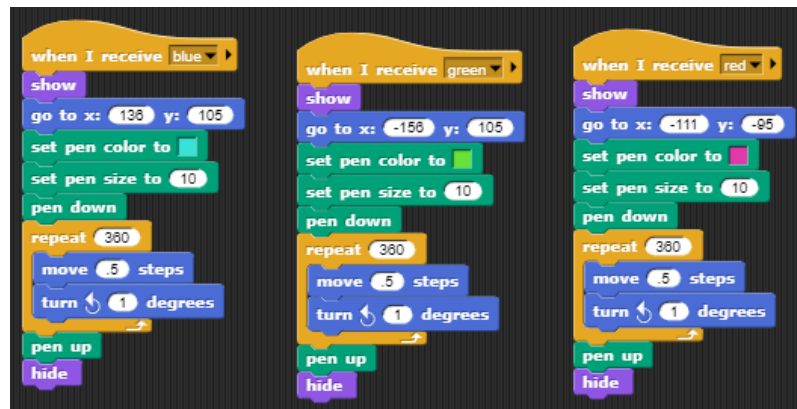 when I receive blue
show
go to x: 136 y: 105
set pen color to
set pen size to 10
pen down
repeat 360
move .5 steps
turn 1 degrees
pen up
hide
when I receive green
show
go to x: -156 y: 105
set pen color to
set pen size to 10
pen down
repeat 360
move .5 steps
turn 1 degrees
pen up
hide
when I receive red
show
go to x: -111 y: -95
set pen color to
set pen size to 10
pen down
repeat 360
move .5 steps
turn 1 degrees
pen up
hide